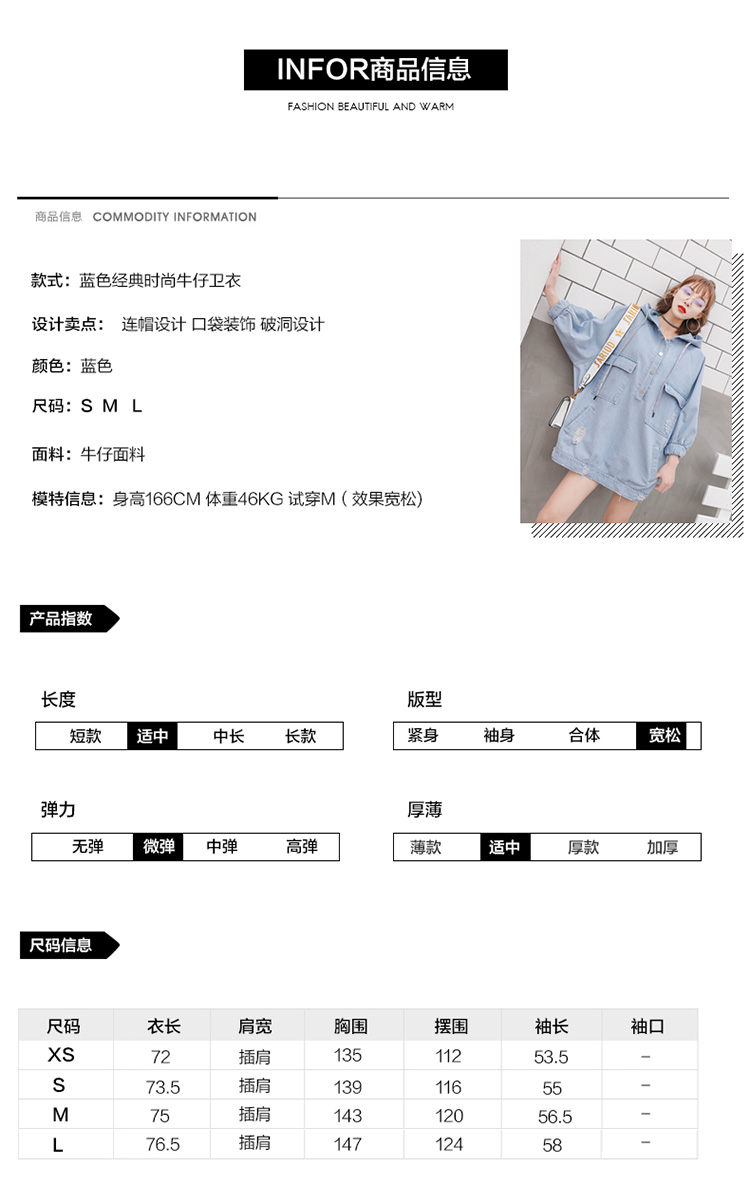 INFOR商品信息
FASHION BEAUTIFUL AND WARM
商品信息 COMMODITY INFORMATION
款式：蓝色经典时尚牛仔卫衣
设计卖点： 连帽设计 口袋装饰 破洞设计
颜色：蓝色
尺码：S M L
面料：牛仔面料
模特信息：身高166CM 体重46KG 试穿M（效果宽松）
产品指数
长度
短款 适中 中长 长款
版型
紧身 袖身 合体 宽松
弹力
无弹 微弹 中弹 高弹
厚薄
薄款 适中 厚款 加厚
尺码信息
尺码 衣长 肩宽 胸围 摆围 袖长 袖口
XS 72 插肩 135 112 53.5 –
S 73.5 插肩 139 116 55 –
M 75 插肩 143 120 56.5 –
L 76.5 插肩 147 124 58 –